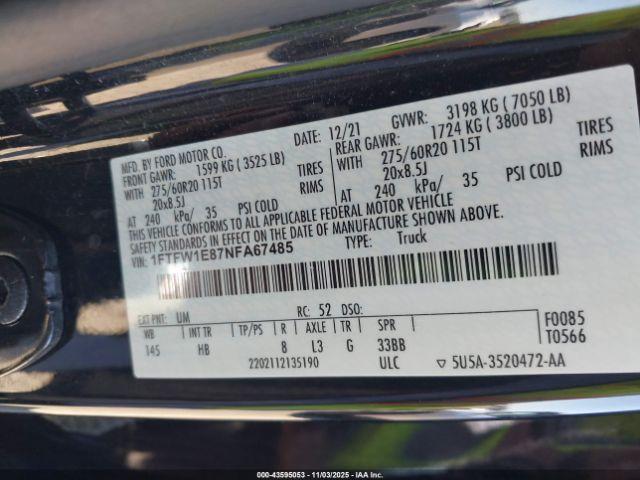 MFD. BY FORD MOTOR CO. DATE: 12/21 GVWR: 3198 KG ( 7050 LB)
FRONT GAWR: 1599 KG ( 3525 LB) REAR GAWR: 1724 KG ( 3800 LB)
WITH 275/60R20 115T TIRES WITH 275/60R20 115T TIRES
20x8.5J RIMS 20x8.5J RIMS
AT 240 kPa/ 35 PSI COLD AT 240 kPa/ 35 PSI COLD
THIS VEHICLE CONFORMS TO ALL APPLICABLE FEDERAL MOTOR VEHICLE
SAFETY STANDARDS IN EFFECT ON THE DATE OF MANUFACTURE SHOWN ABOVE.
VIN: 1FTFW1E87NFA67485 TYPE: Truck
EXT PNT: UM RC: 52 DSO: F0085
WB INT TR TP/PS R AXLE TR SPR T0566
145 HB 8 L3 G 33BB
2202112135190 ULC ▽ 5U5A-3520472-AA
000-43595053 - 11/03/2025 - IAAI.COM